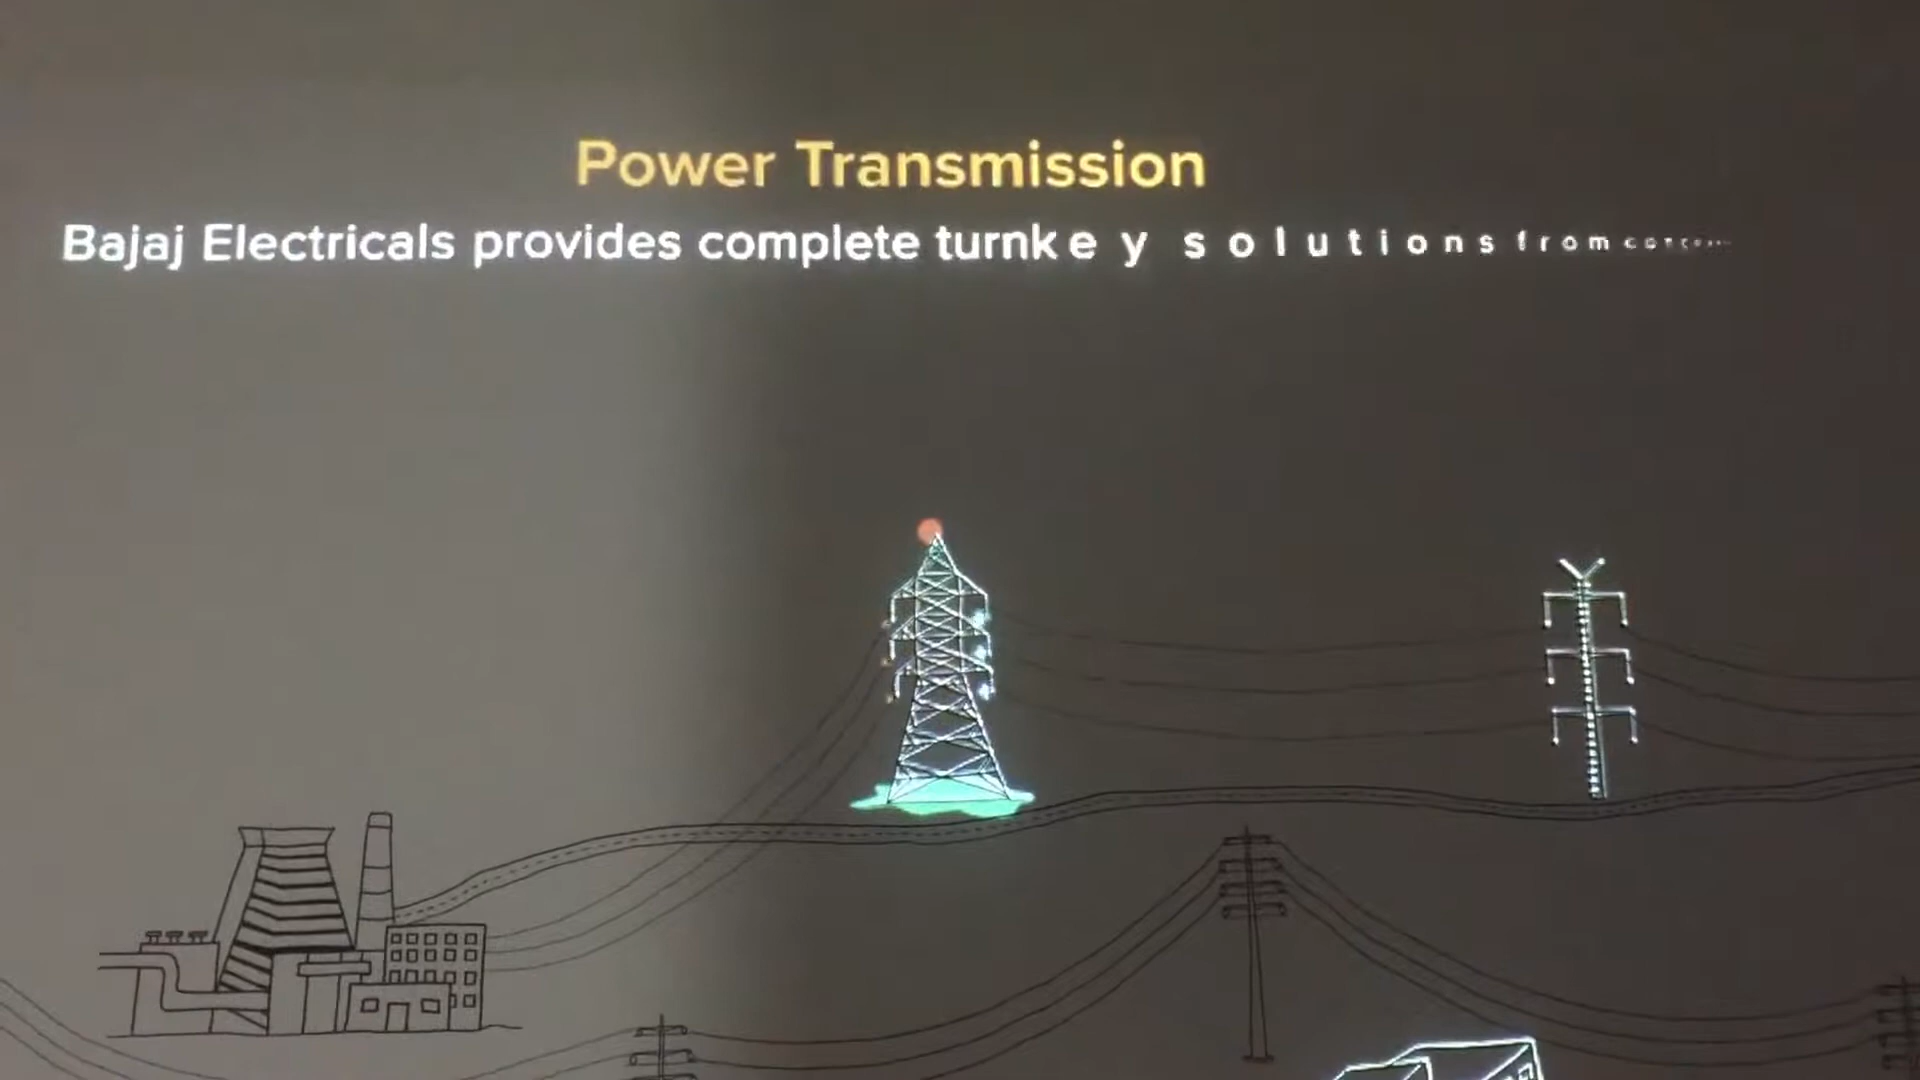 Power Transmission
Bajaj Electricals provides complete turnkey solutions from